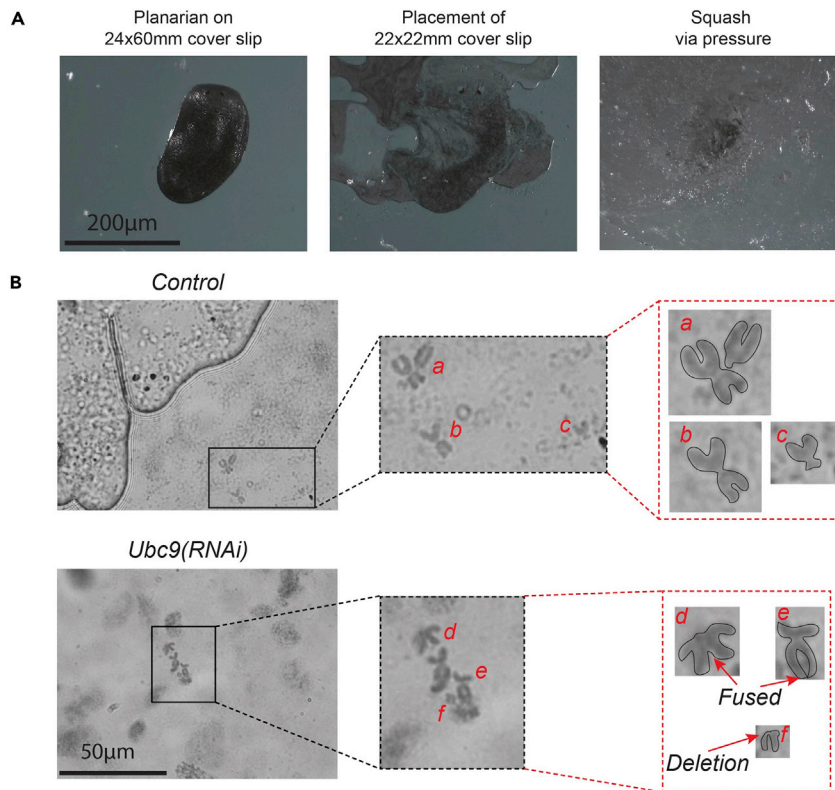 A
Planarian on
24x60mm cover slip
Placement of
22x22mm cover slip
Squash
via pressure
200µm
B
Control
a
b
c
a
b
c
Ubc9(RNAi)
d
e
f
50µm
d
e
Fused
f
Deletion